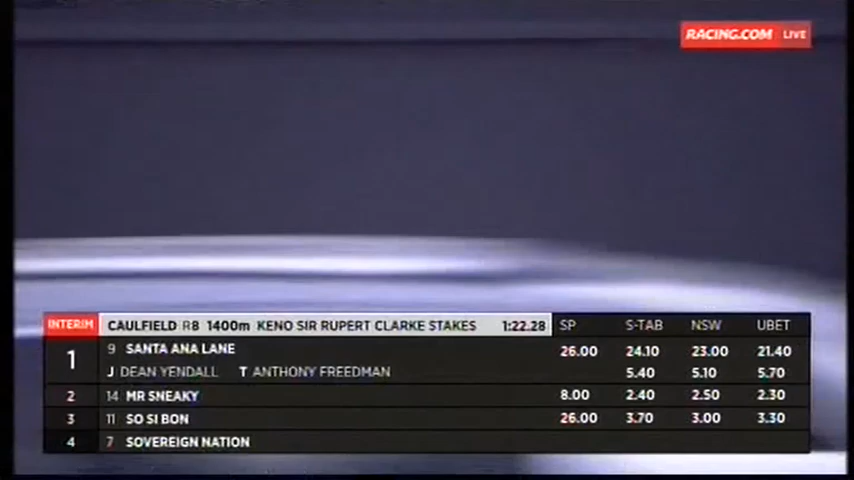 RACING.COM LIVE
INTERIM CAULFIELD R8 1400m KENO SIR RUPERT CLARKE STAKES 1:22.28 SP S-TAB NSW UBET
1 9 SANTA ANA LANE 26.00 24.10 23.00 21.40
J DEAN YENDALL T ANTHONY FREEDMAN 5.40 5.10 5.70
2 14 MR SNEAKY 8.00 2.40 2.50 2.30
3 11 SO SI BON 26.00 3.70 3.00 3.30
4 7 SOVEREIGN NATION